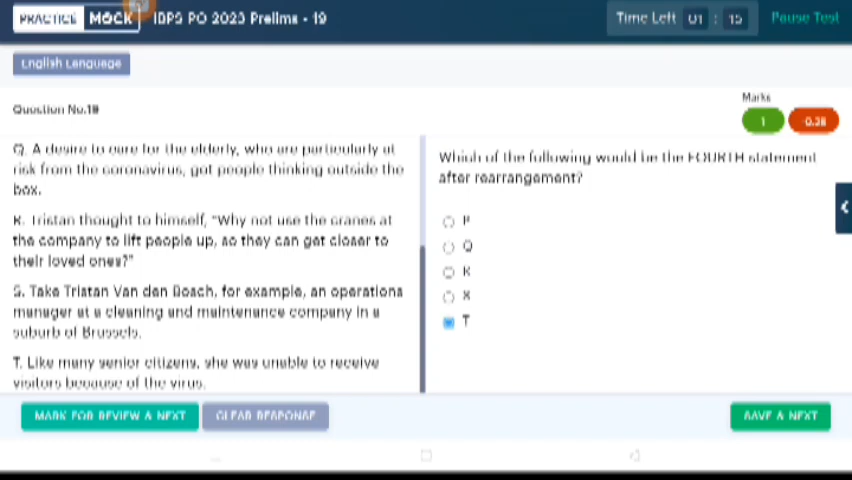 PRACTICE MOCK IBPS PO 2023 Prelims - 19
Time Left 01 : 15 Pause Test
English Language
Question No.19
Marks
1
Q. A desire to care for the elderly, who are particularly at
risk from the coronavirus, got people thinking outside the
box.
R. Tristan thought to himself, "Why not use the cranes at
the company to lift people up, so they can get closer to
their loved ones?"
S. Take Tristan Van den Bosch, for example, an operations
manager at a cleaning and maintenance company in a
suburb of Brussels.
T. Like many senior citizens, she was unable to receive
visitors because of the virus.
Which of the following would be the FOURTH statement
after rearrangement?
P
Q
R
T
MARK FOR REVIEW & NEXT
CLEAR RESPONSE
SAVE & NEXT